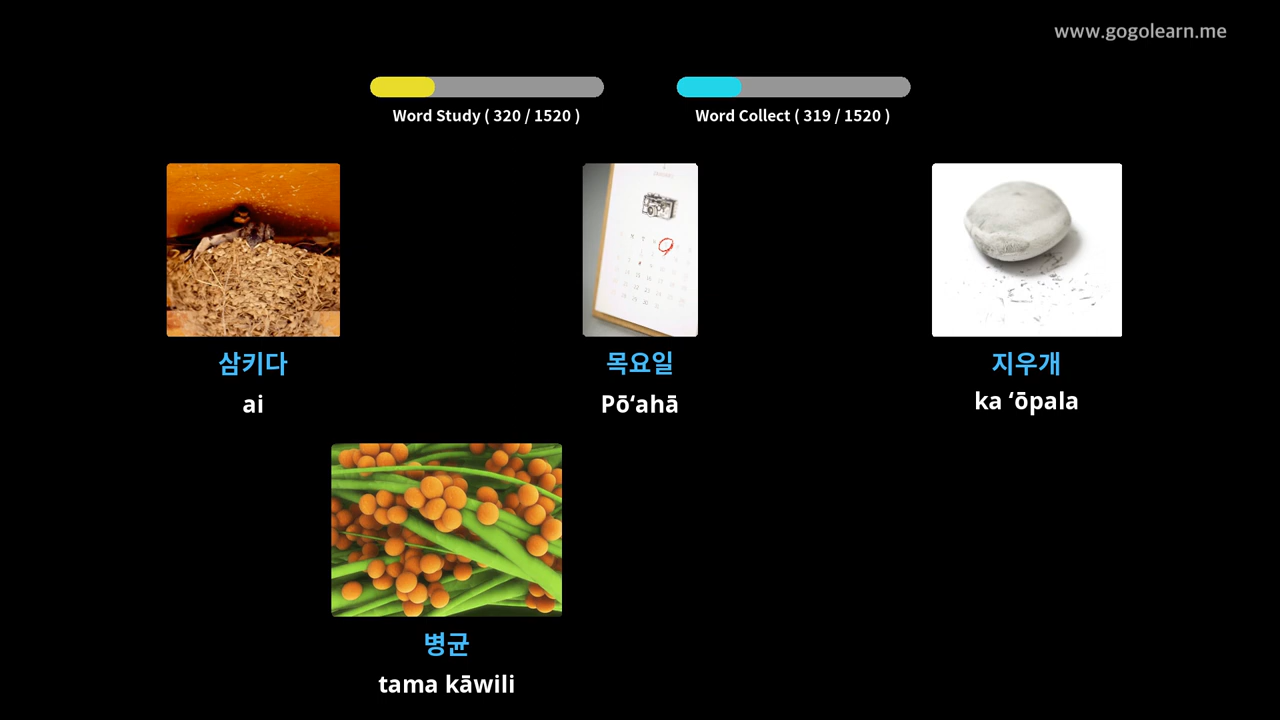 www.gogolearn.me
Word Study ( 320 / 1520 )
Word Collect ( 319 / 1520 )
삼키다
ai
목요일
Pōʻahā
지우개
ka ʻōpala
병균
tama kāwili